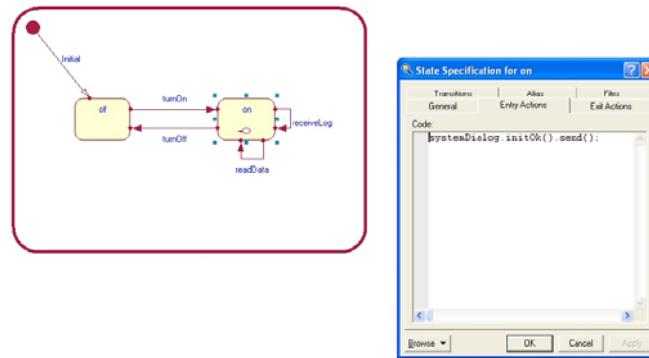 Initial
of
turnOn
on
turnOff
receiveLog
readData
State Specification for on
Transitions
Alias
Files
General
Entry Actions
Exit Actions
Code:
systemDialog.initOk().send();
Browse
OK
Cancel
Apply